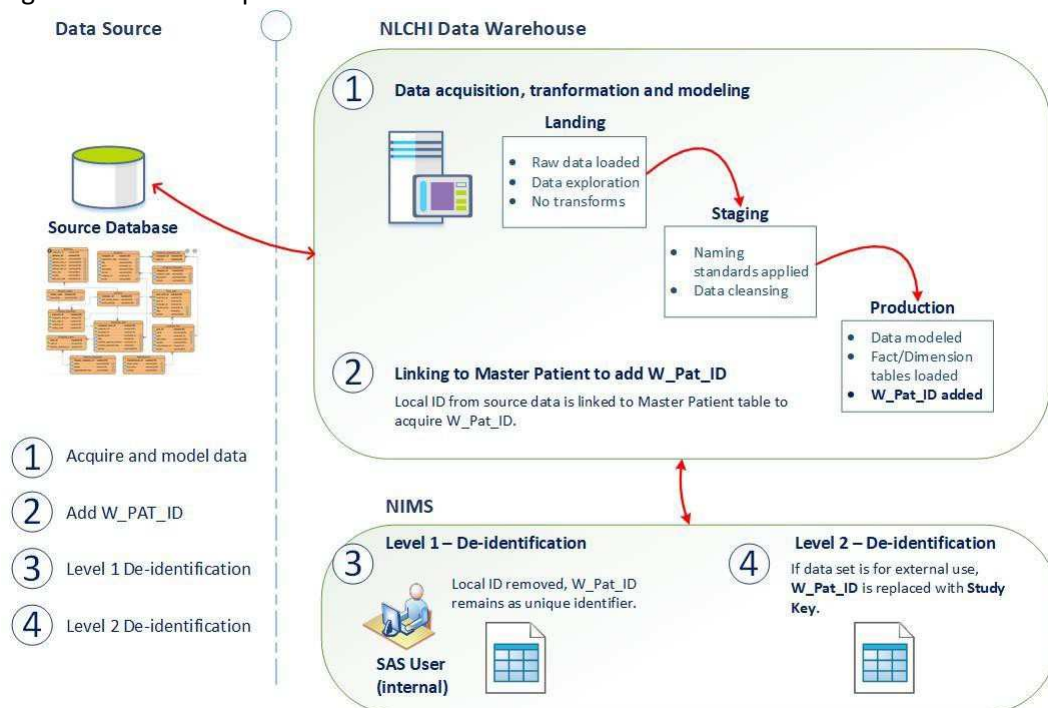 Data Source
NLCHI Data Warehouse
1
Data acquisition, tranformation and modeling
Landing
• Raw data loaded
• Data exploration
• No transforms
Source Database
Staging
• Naming
standards applied
• Data cleansing
Production
• Data modeled
• Fact/Dimension
tables loaded
• W_Pat_ID added
2
Linking to Master Patient to add W_Pat_ID
Local ID from source data is linked to Master Patient table to
acquire W_Pat_ID.
1 Acquire and model data
2 Add W_PAT_ID
3 Level 1 De-identification
4 Level 2 De-identification
NIMS
3
Level 1 – De-identification
Local ID removed, W_Pat_ID
remains as unique identifier.
SAS User
(internal)
4
Level 2 – De-identification
If data set is for external use,
W_Pat_ID is replaced with Study
Key.